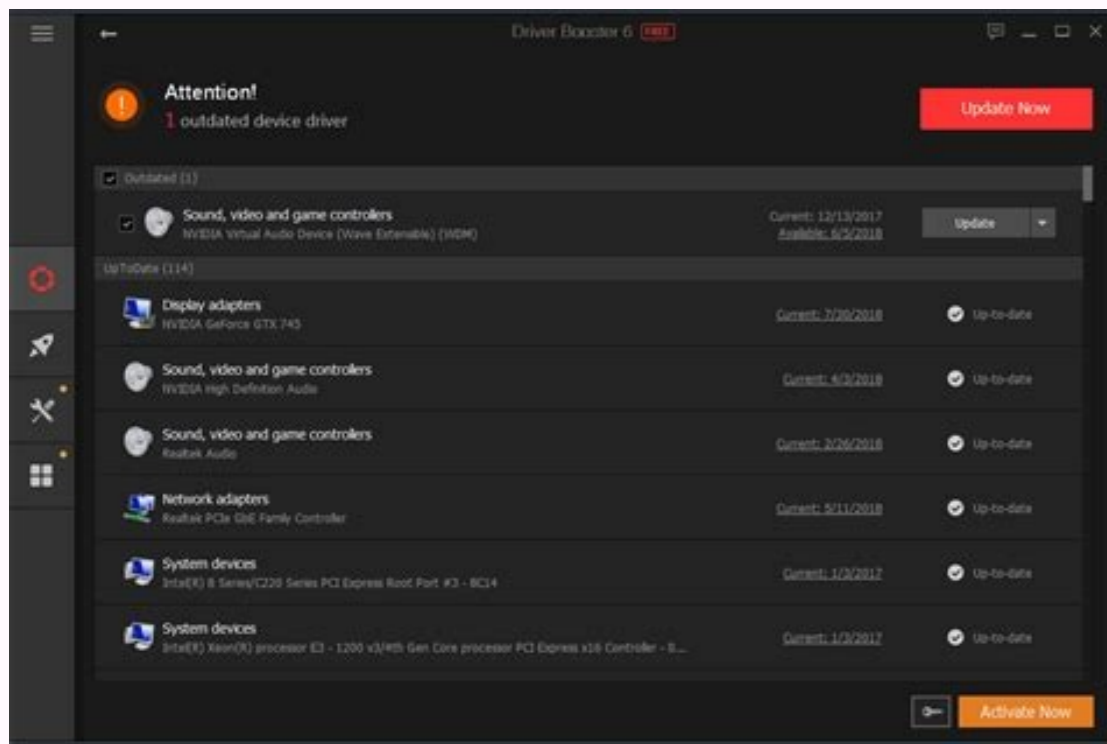 Driver Booster 6 FREE
Attention!
1 outdated device driver
Update Now
Outdated (1)
Sound, video and game controllers
NVIDIA Virtual Audio Device (Wave Extensible) (WDM)
Current: 12/13/2017
Available: 6/5/2018
Update
UpToDate (114)
Display adapters
NVIDIA GeForce GTX 745
Current: 7/20/2018
Up-to-date
Sound, video and game controllers
NVIDIA High Definition Audio
Current: 4/3/2018
Up-to-date
Sound, video and game controllers
Realtek Audio
Current: 2/26/2018
Up-to-date
Network adapters
Realtek PCIe GbE Family Controller
Current: 5/11/2018
Up-to-date
System devices
Intel(R) 8 Series/C220 Series PCI Express Root Port #3 - 8C14
Current: 1/3/2017
Up-to-date
System devices
Intel(R) Xeon(R) processor E3 - 1200 v3/4th Gen Core processor PCI Express x16 Controller - 0...
Current: 1/3/2017
Up-to-date
Activate Now